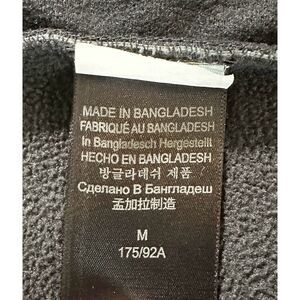 MADE IN BANGLADESH
FABRIQUÉ AU BANGLADESH
In Bangladesch Hergestellt
HECHO EN BANGLADESH
방글라데쉬 제품
Сделано В Бангладеш
孟加拉制造
M
175/92A